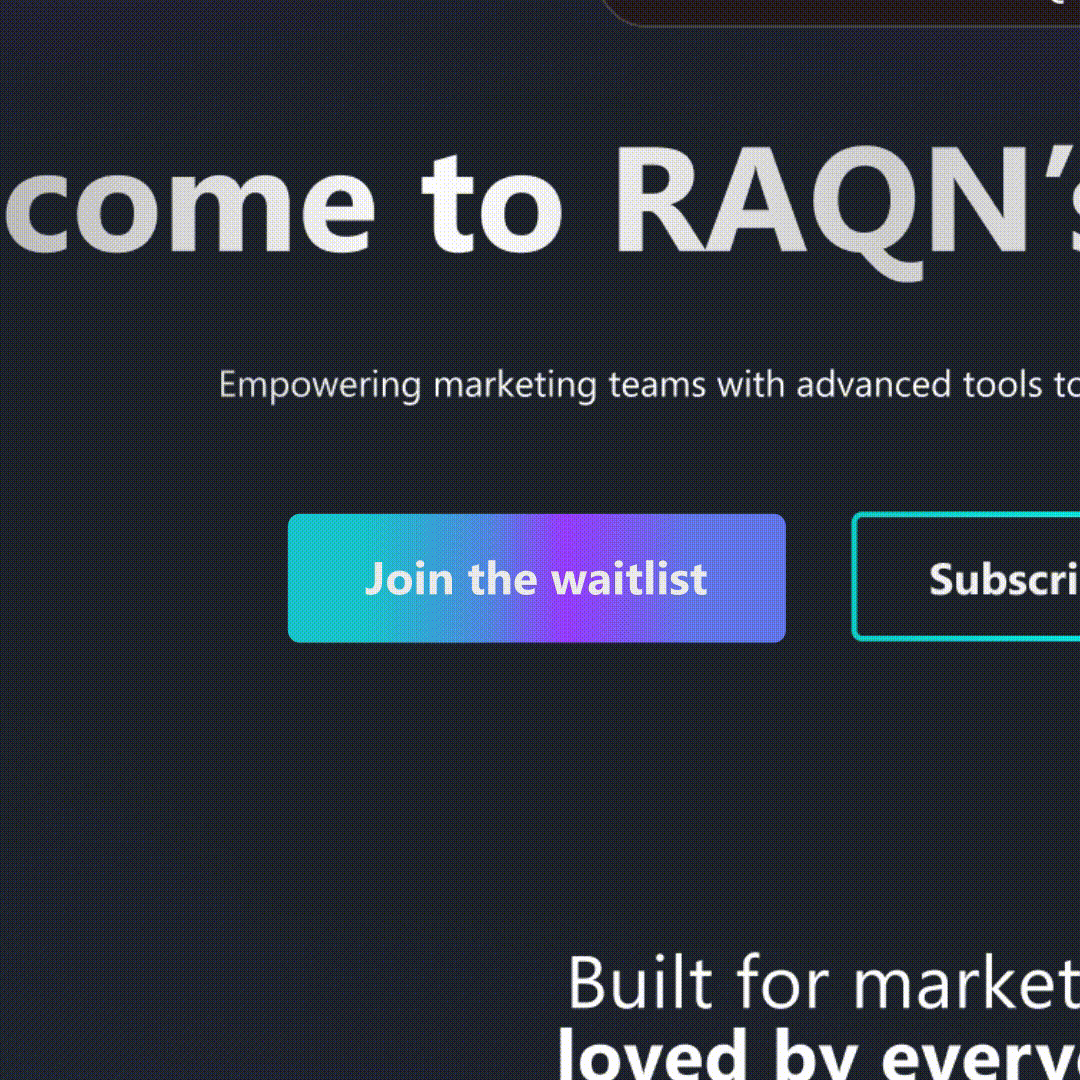 come to RAQN’s
Empowering marketing teams with advanced tools to
Join the waitlist
Subscri
Built for market
loved by every